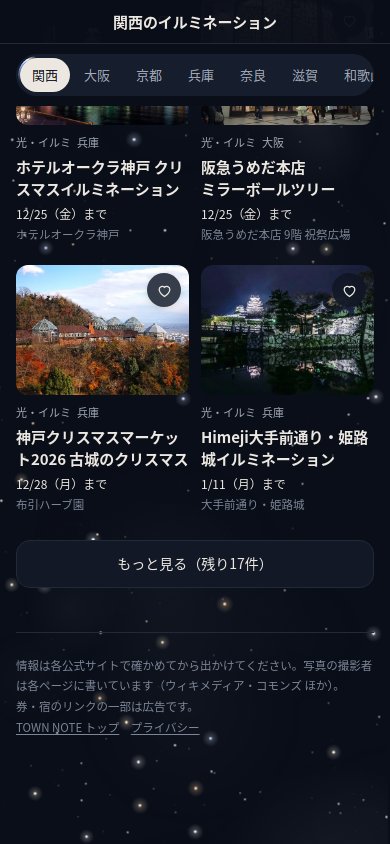 関西のイルミネーション
関西 大阪 京都 兵庫 奈良 滋賀 和歌
光・イルミ 兵庫
ホテルオークラ神戸 クリ
スマスイルミネーション
12/25（金）まで
ホテルオークラ神戸
光・イルミ 大阪
阪急うめだ本店
ミラーボールツリー
12/25（金）まで
阪急うめだ本店 9階 祝祭広場
光・イルミ 兵庫
神戸クリスマスマーケッ
ト2026 古城のクリスマス
12/28（月）まで
布引ハーブ園
光・イルミ 兵庫
Himeji大手前通り・姫路
城イルミネーション
1/11（月）まで
大手前通り・姫路城
もっと見る（残り17件）
情報は各公式サイトで確かめてから出かけてください。写真の撮影者
は各ページに書いています（ウィキメディア・コモンズ ほか）。
券・宿のリンクの一部は広告です。
TOWN NOTE トップ プライバシー